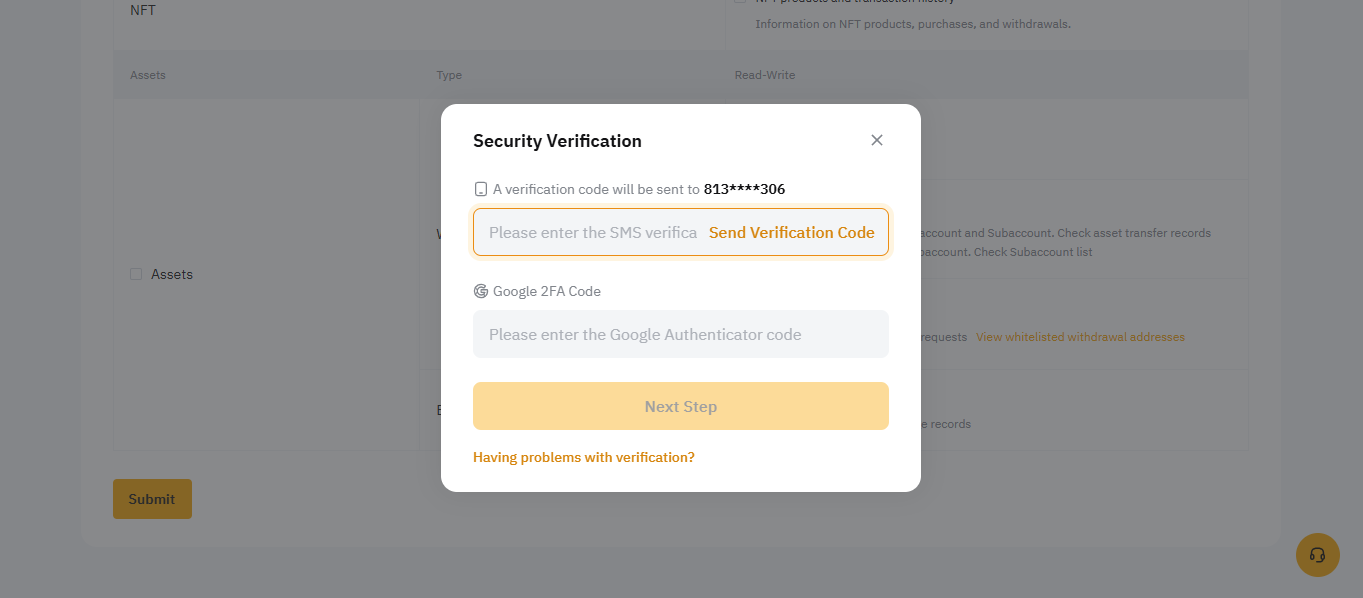 NFT
NFT products and transaction history
Information on NFT products, purchases, and withdrawals.
Assets Type Read-Write
Security Verification
A verification code will be sent to 813****306
Please enter the SMS verifica Send Verification Code
account and Subaccount. Check asset transfer records
baccount. Check Subaccount list
Assets
Google 2FA Code
Please enter the Google Authenticator code
requests View whitelisted withdrawal addresses
Next Step
e records
Having problems with verification?
Submit